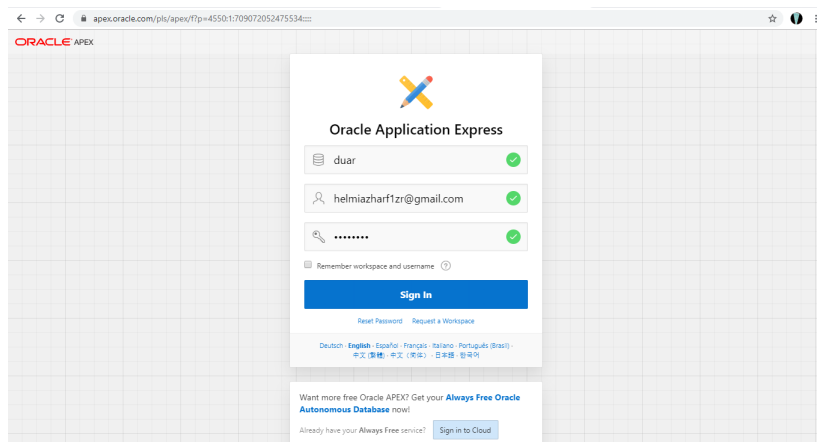 apex.oracle.com/pls/apex/f?p=4550:1:709072052475534:::::
ORACLE APEX
Oracle Application Express
duar
helmiazharf1zr@gmail.com
••••••••
Remember workspace and username ?
Sign In
Reset Password Request a Workspace
Deutsch · English · Español · Français · Italiano · Português (Brasil) ·
中文 (繁體) · 中文 (简体) · 日本語 · 한국어
Want more free Oracle APEX? Get your Always Free Oracle
Autonomous Database now!
Already have your Always Free service? Sign in to Cloud